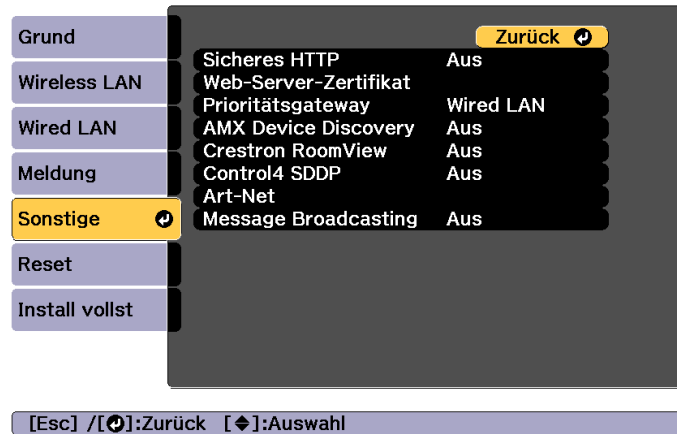 Grund
Wireless LAN
Wired LAN
Meldung
Sonstige
Reset
Install vollst
Zurück
Sicheres HTTP Aus
Web-Server-Zertifikat
Prioritätsgateway Wired LAN
AMX Device Discovery Aus
Crestron RoomView Aus
Control4 SDDP Aus
Art-Net
Message Broadcasting Aus
[Esc] /[⏎]:Zurück [◆]:Auswahl